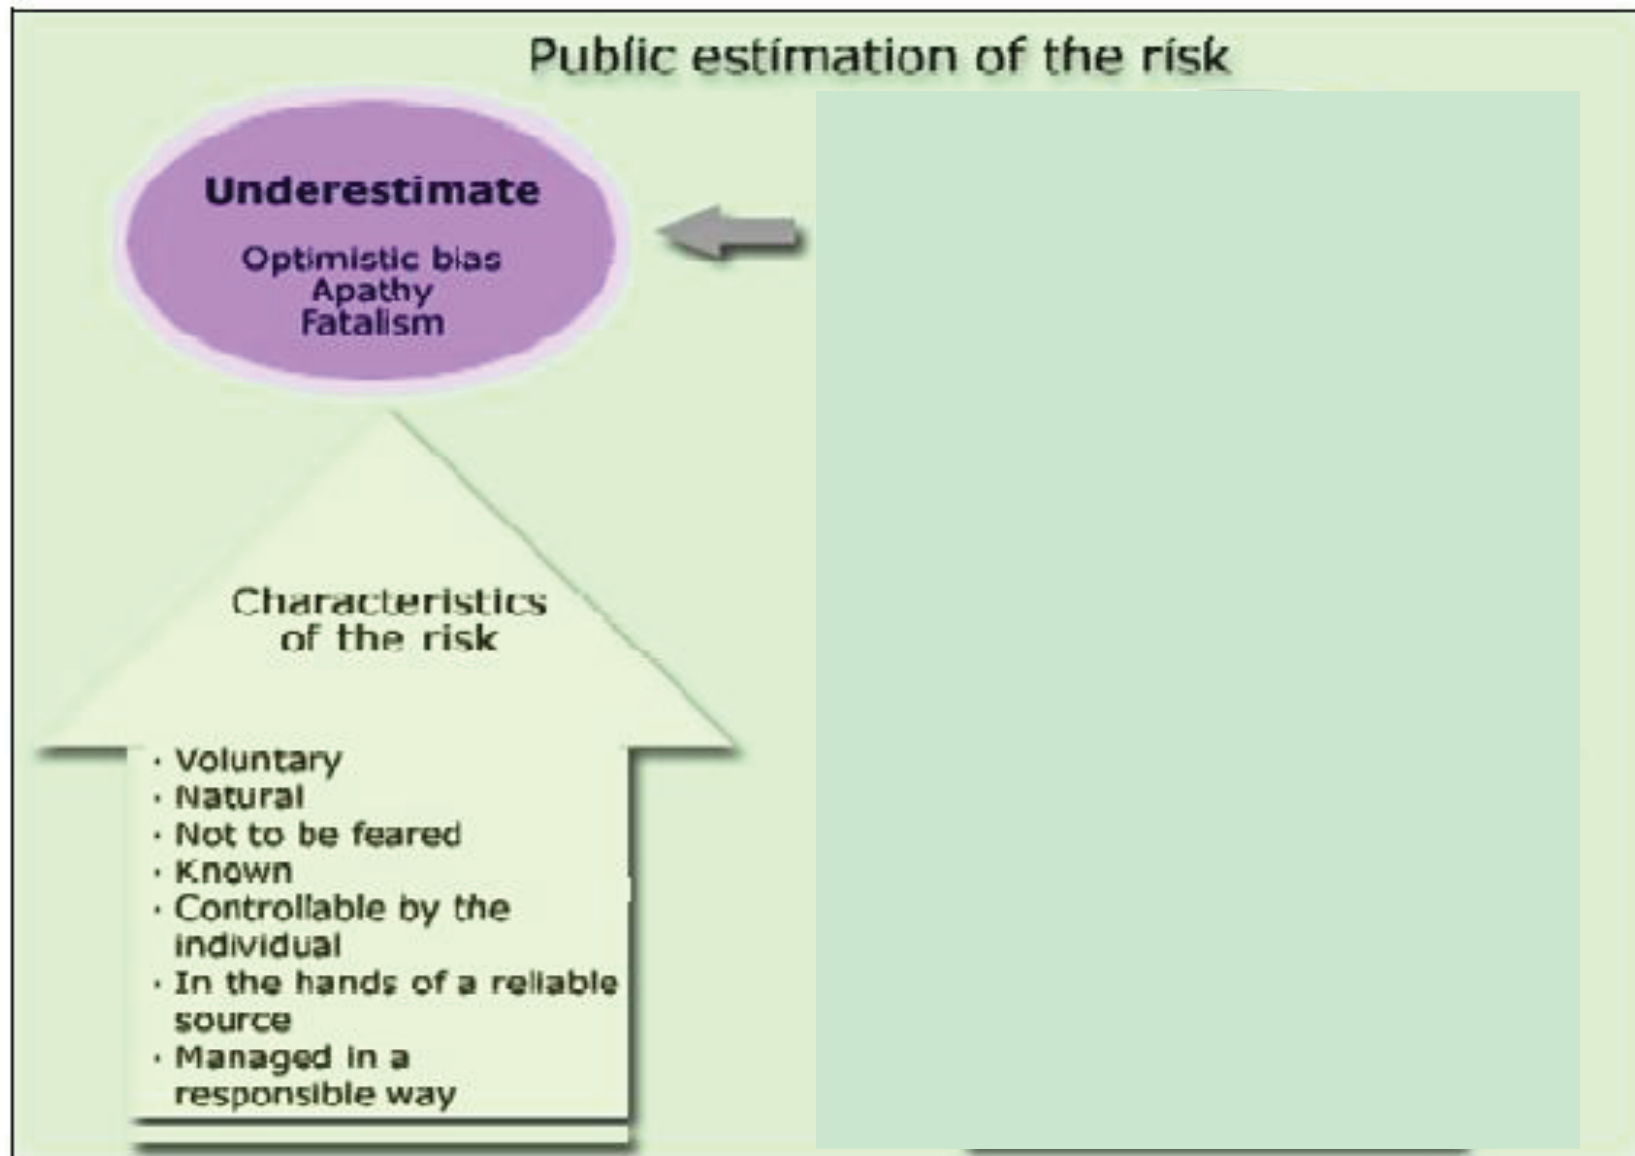 Public estimation of the risk
Underestimate
Optimistic bias
Apathy
Fatalism
Characteristics
of the risk
· Voluntary
· Natural
· Not to be feared
· Known
· Controllable by the
individual
· In the hands of a reliable
source
· Managed in a
responsible way